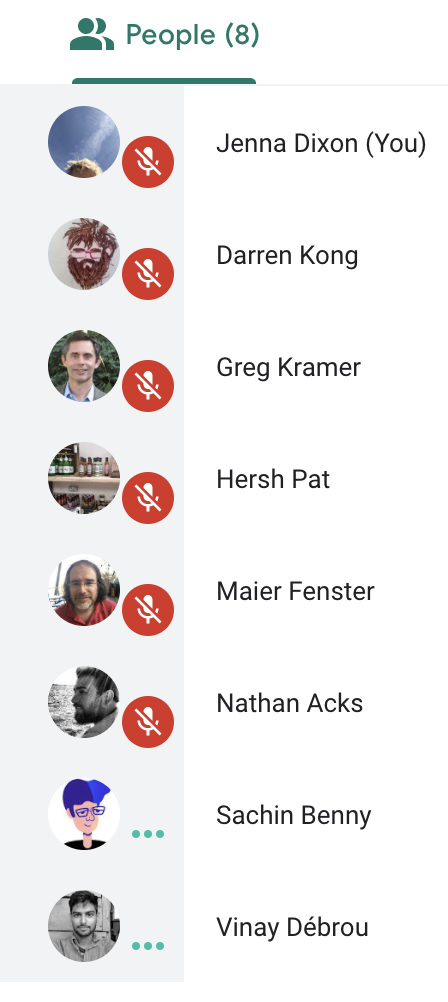 People (8)
Jenna Dixon (You)
Darren Kong
Greg Kramer
Hersh Pat
Maier Fenster
Nathan Acks
Sachin Benny
Vinay Débrou